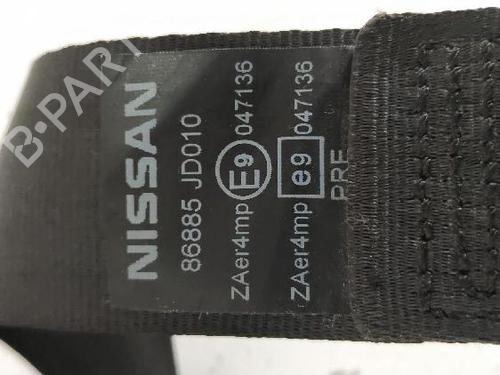 NISSAN
86885 JD010
ZAer4mp E9 047136
ZAer4mp e9 047136
PRE
B-PART